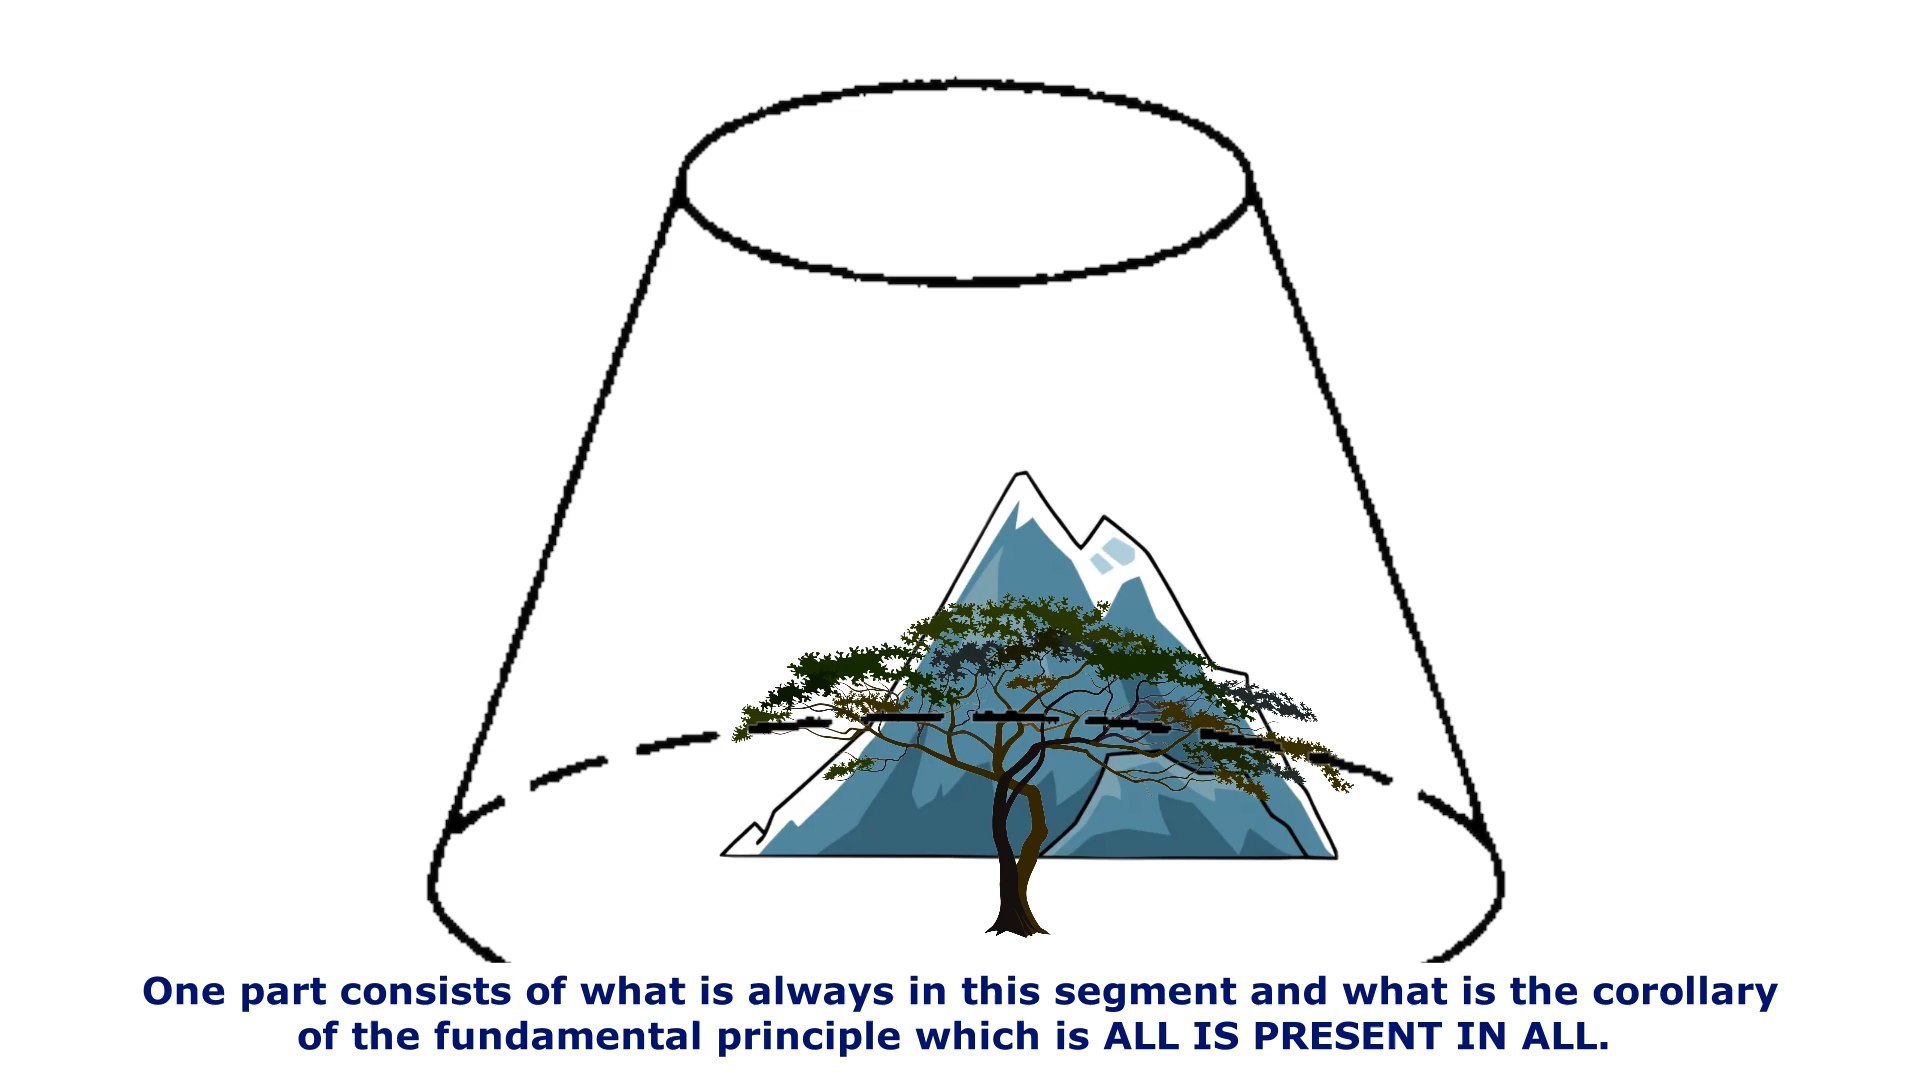 One part consists of what is always in this segment and what is the corollary
of the fundamental principle which is ALL IS PRESENT IN ALL.